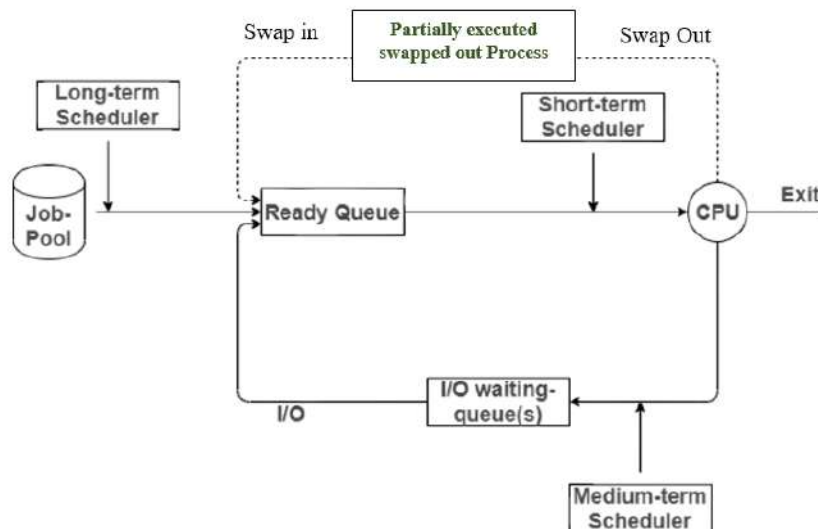 Swap in
Partially executed
swapped out Process
Swap Out
Long-term
Scheduler
Short-term
Scheduler
Job-
Pool
Ready Queue
CPU
Exit
I/O
I/O waiting-
queue(s)
Medium-term
Scheduler